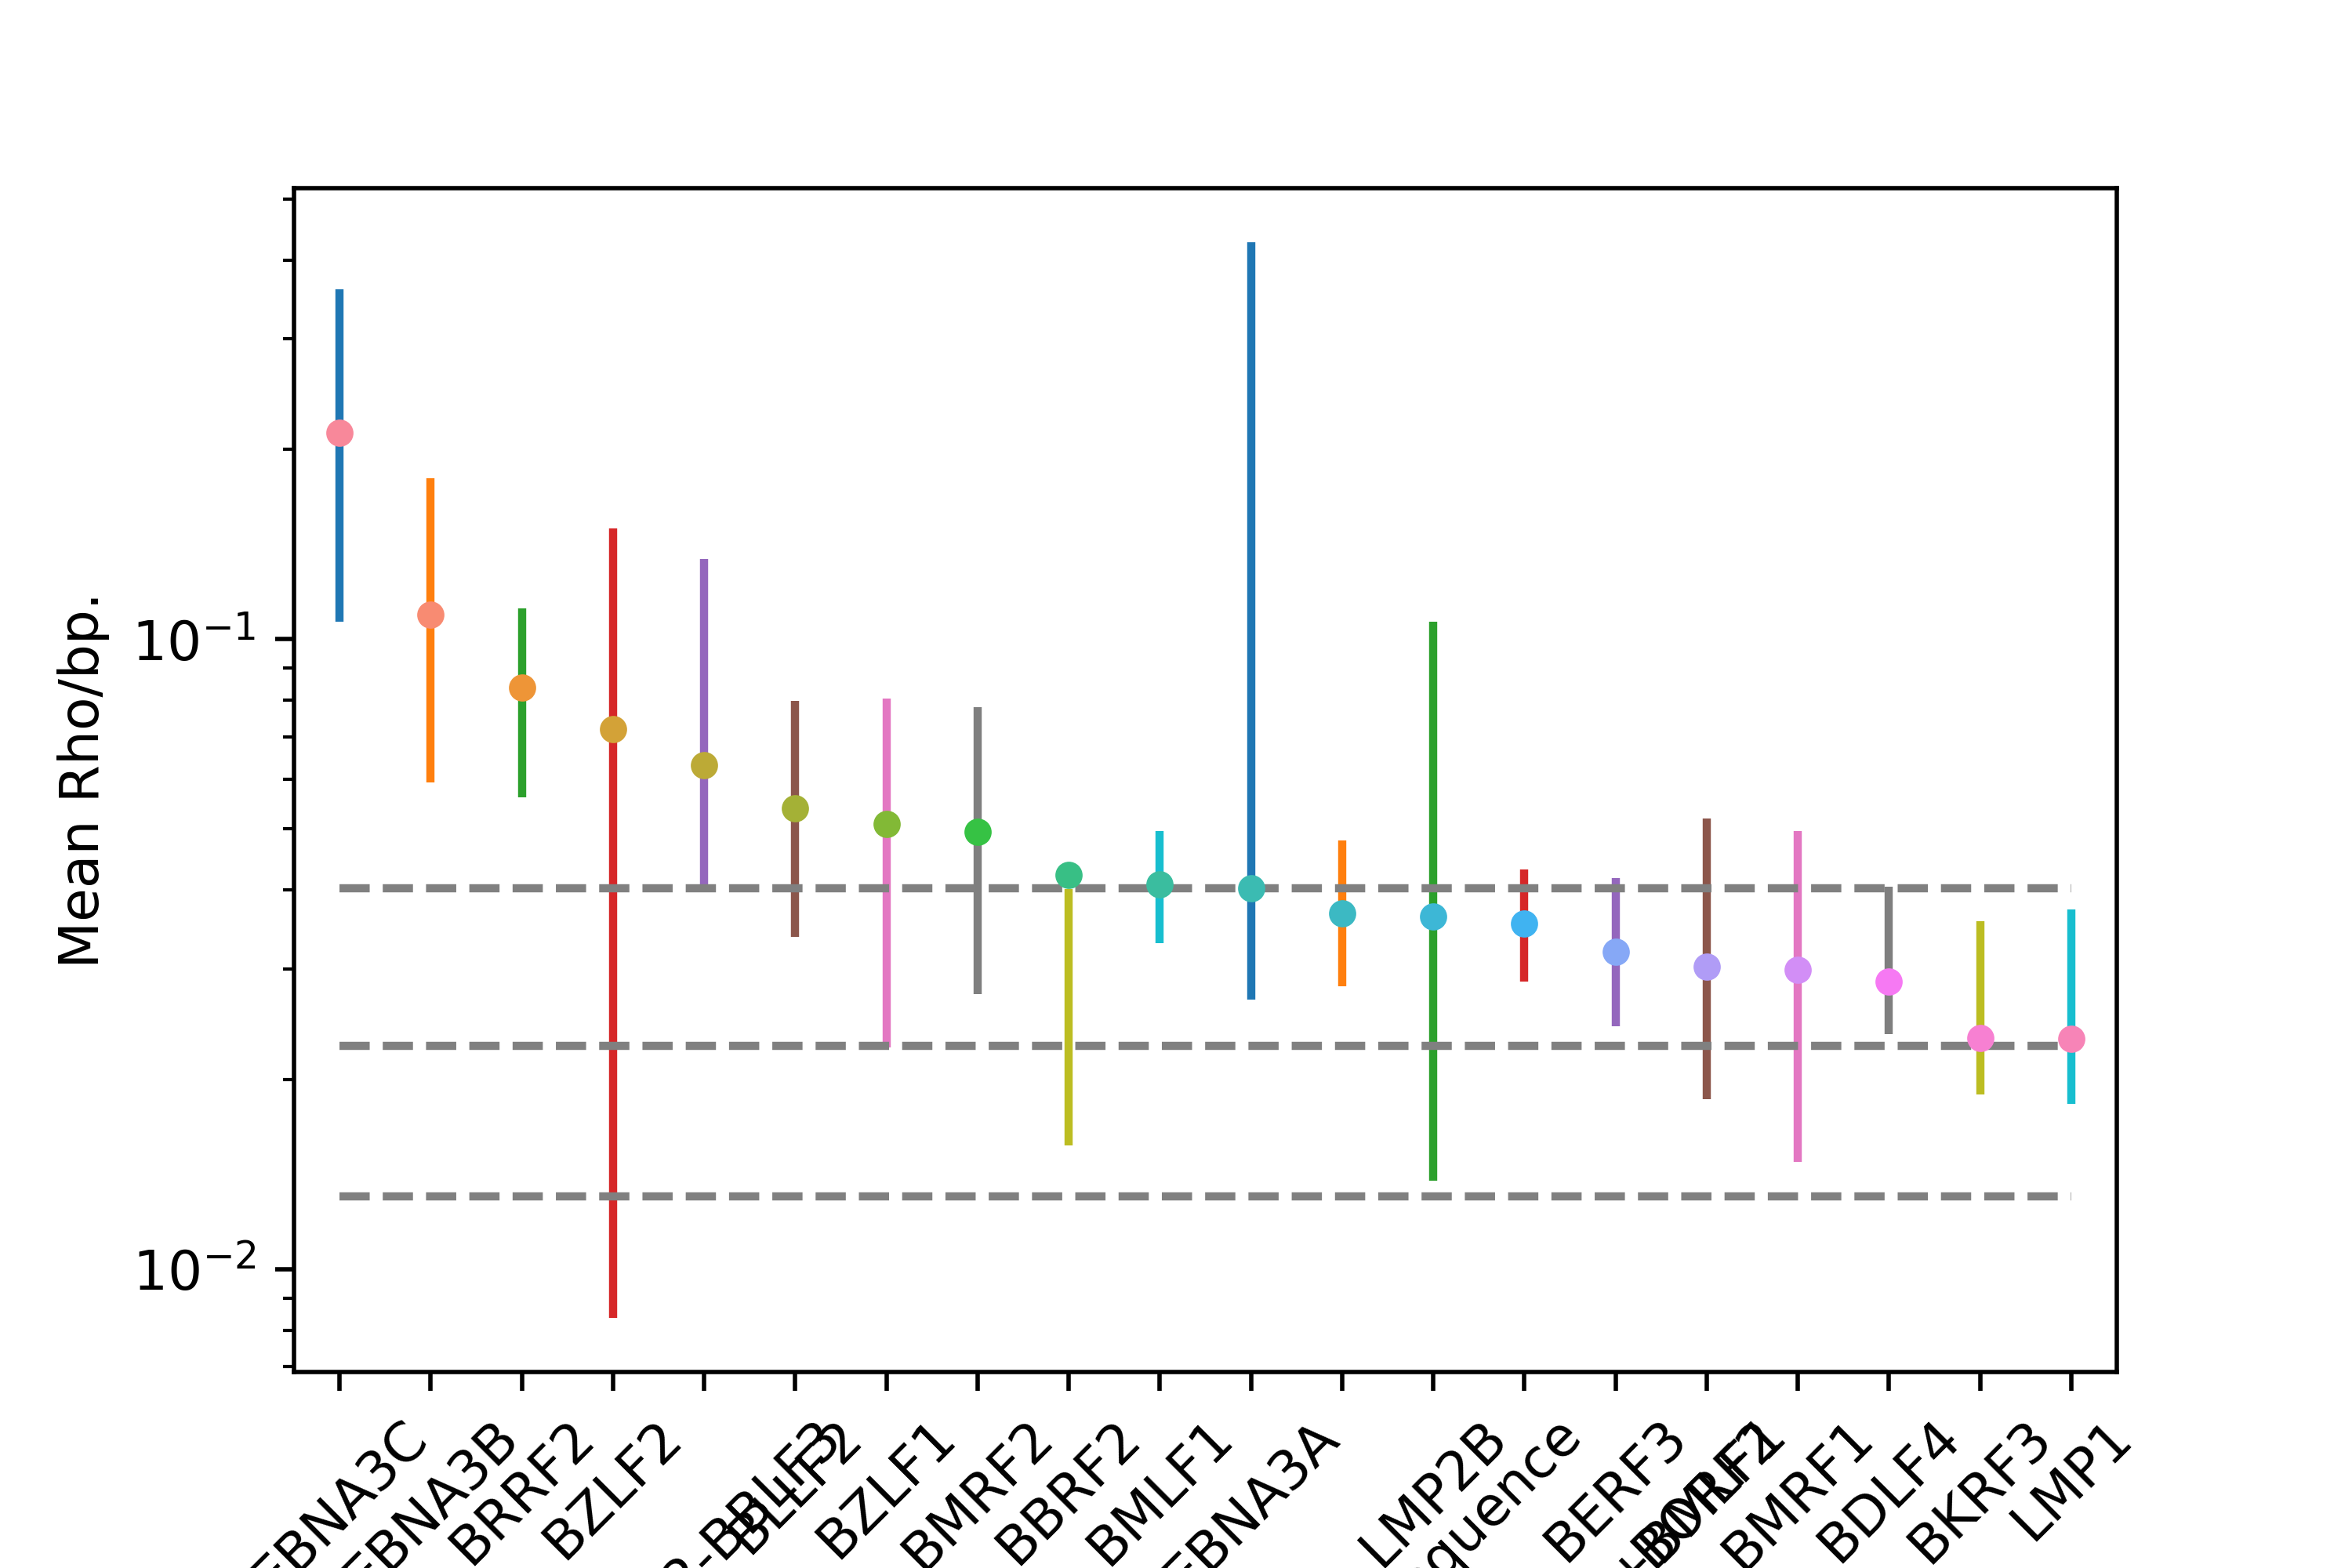 Mean Rho/bp.
10⁻¹
10⁻²
EBNA3C
EBNA3B
BRRF2
BZLF2
BZLF1
BMRF2
BBRF2
BMLF1
EBNA3A
LMP2B
BERF3
BMRF1
BDLF4
BKRF3
LMP1